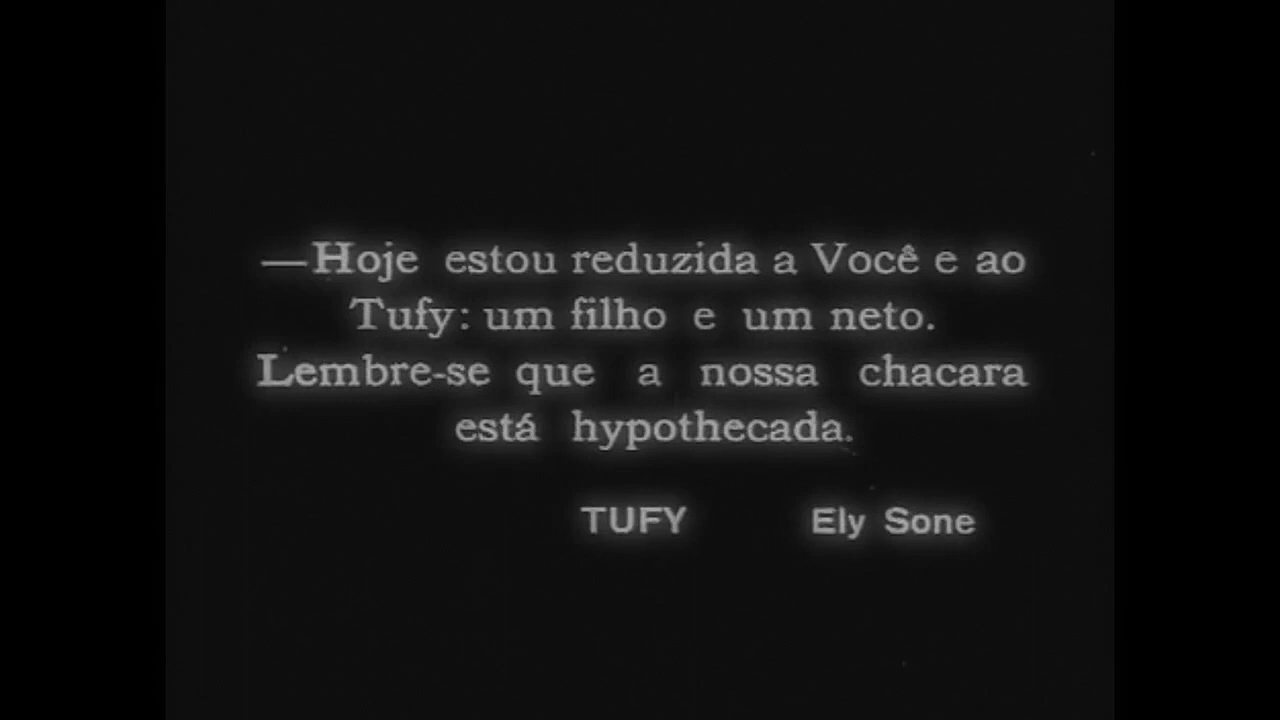 —Hoje estou reduzida a Você e ao
Tufy: um filho e um neto.
Lembre-se que a nossa chacara
está hypothecada.
TUFY Ely Sone